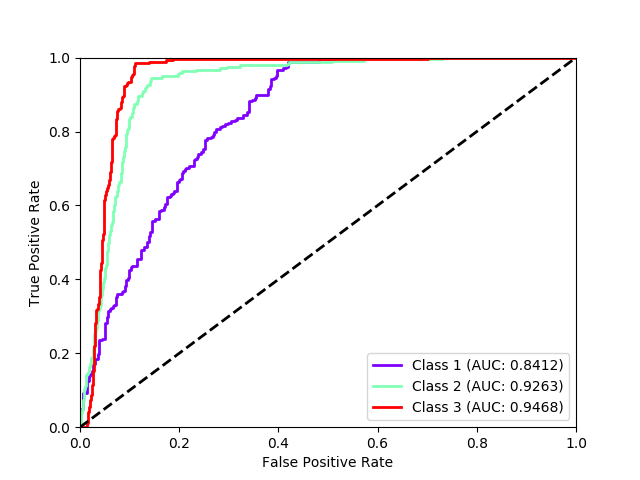 1.0
0.8
0.6
0.4
0.2
0.0
True Positive Rate
Class 1 (AUC: 0.8412)
Class 2 (AUC: 0.9263)
Class 3 (AUC: 0.9468)
0.0 0.2 0.4 0.6 0.8 1.0
False Positive Rate